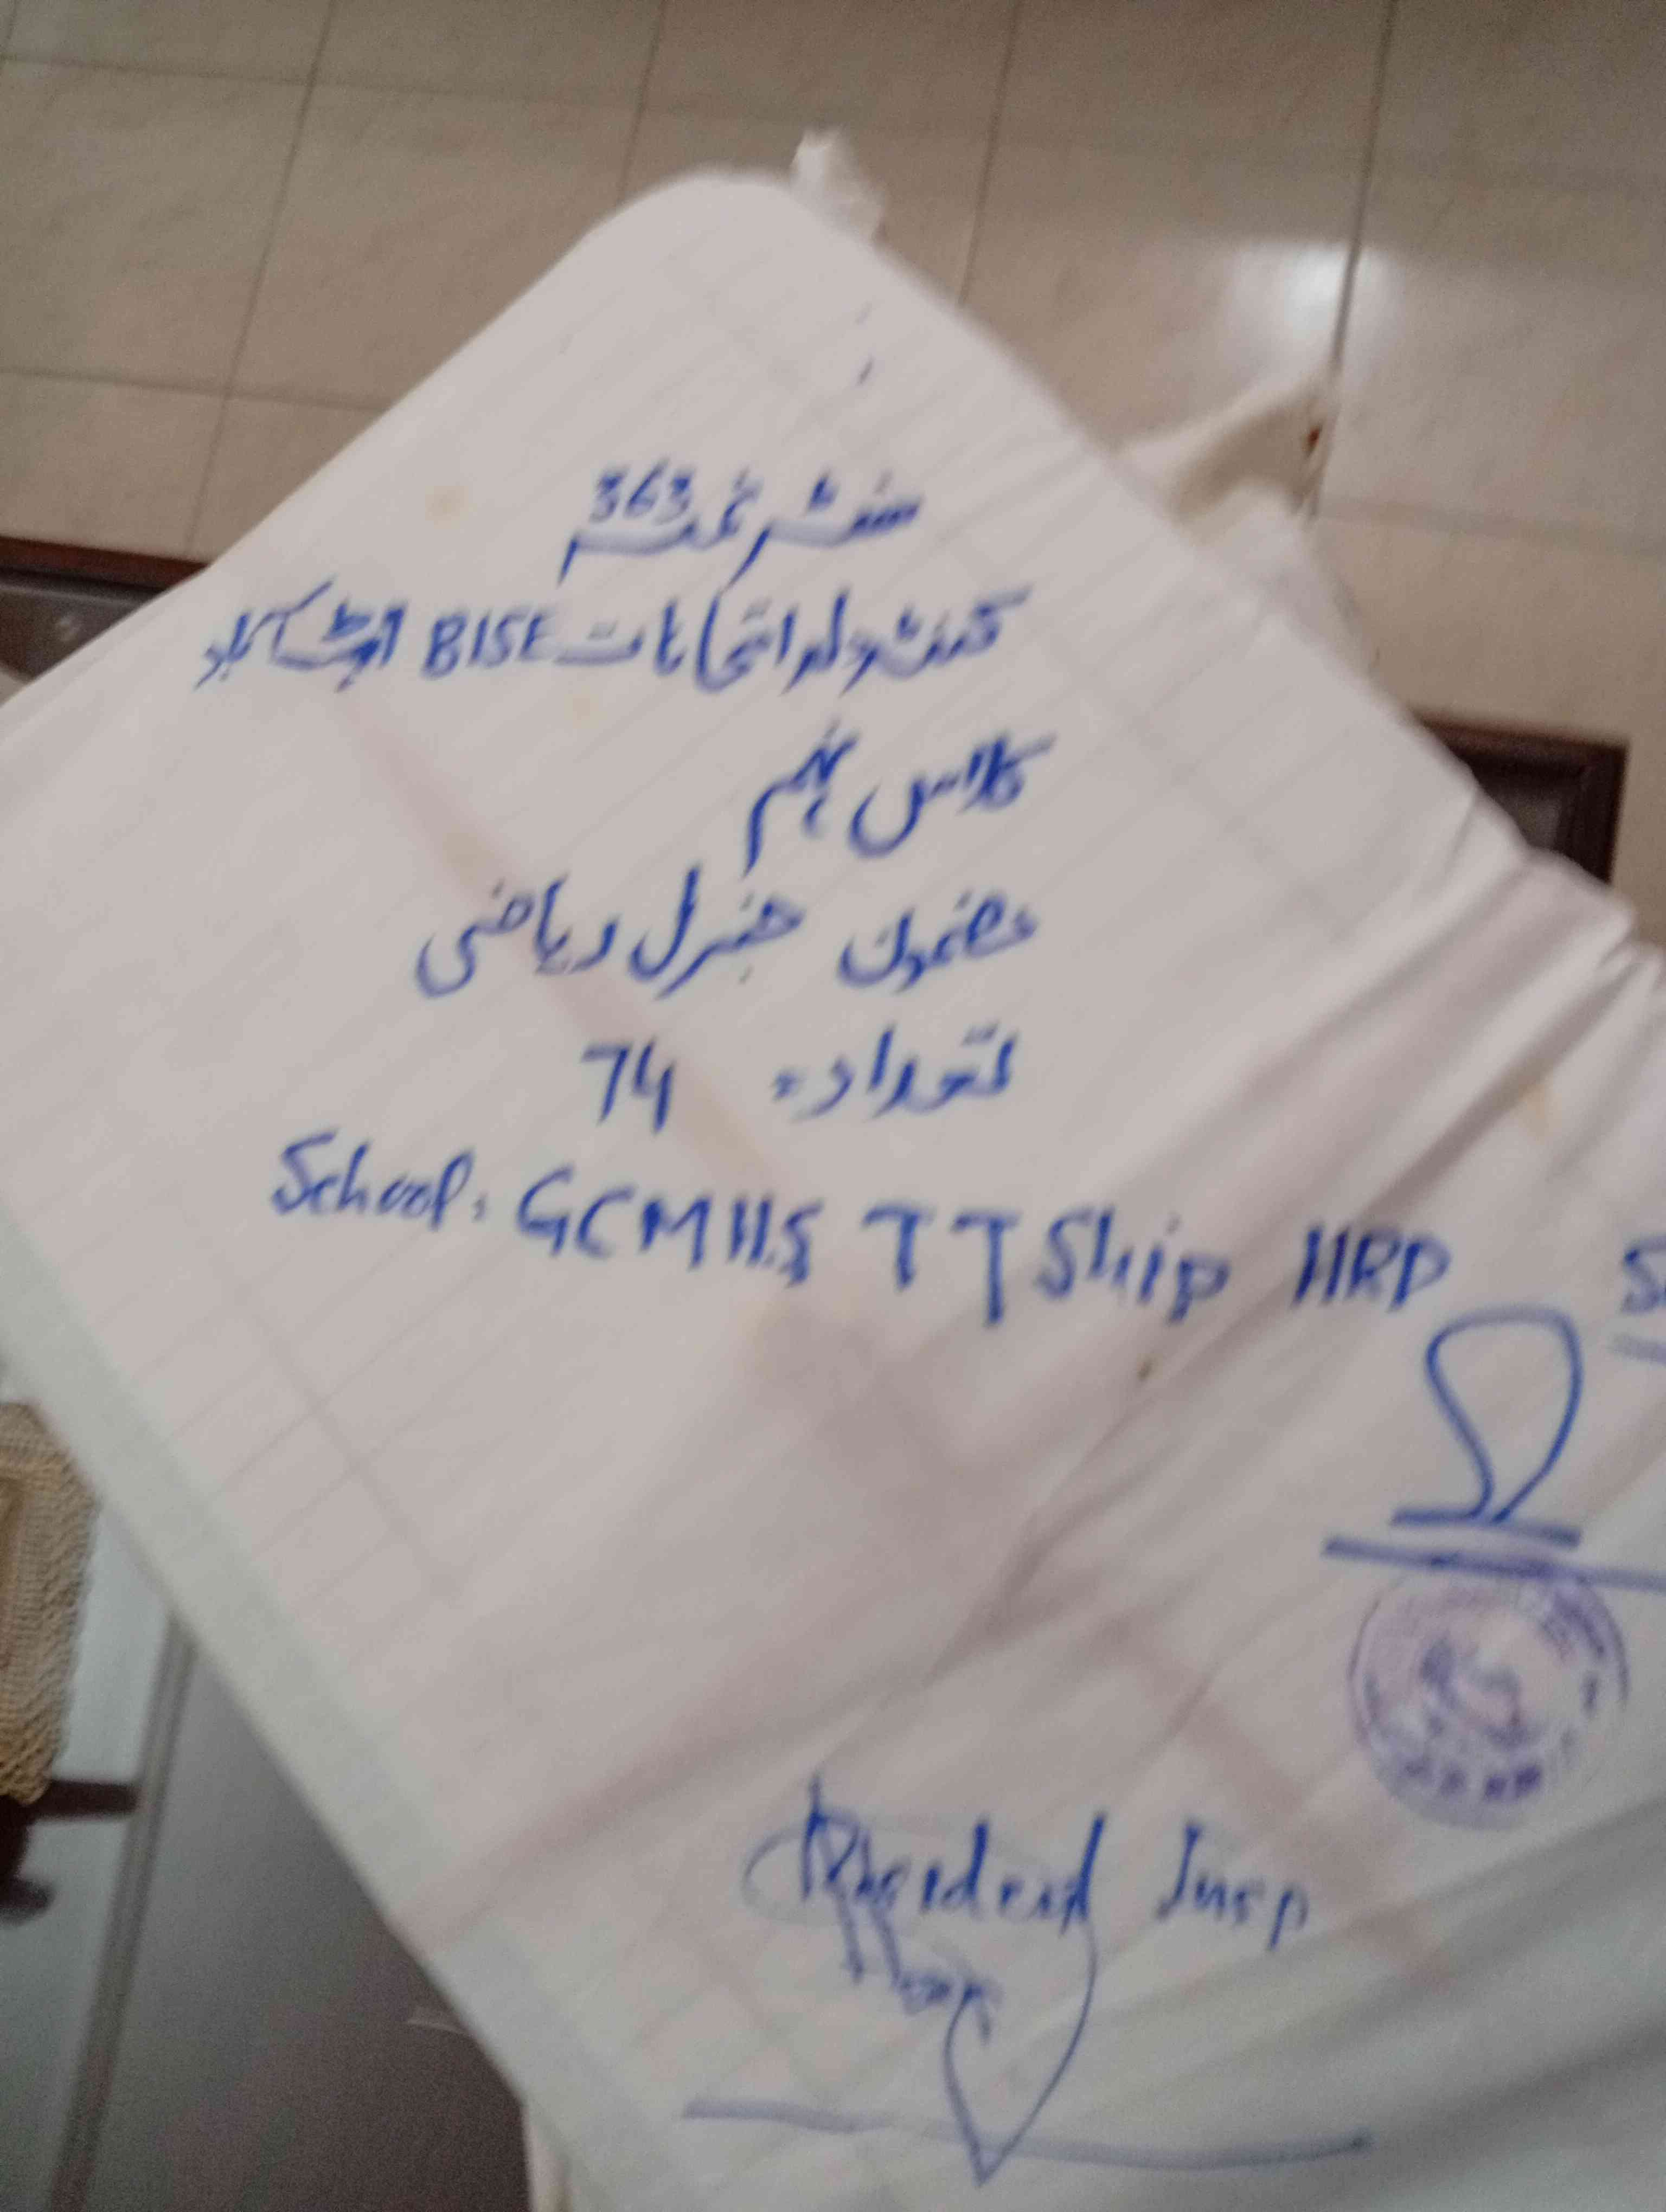 سنٹر نمبر 363
کنٹرولر امتحانات BISE ایبٹ آباد
کلاس نہم
مضمون جنرل ریاضی
تعداد = 74
School: GCMHS TT Ship HRP
Resident Insp